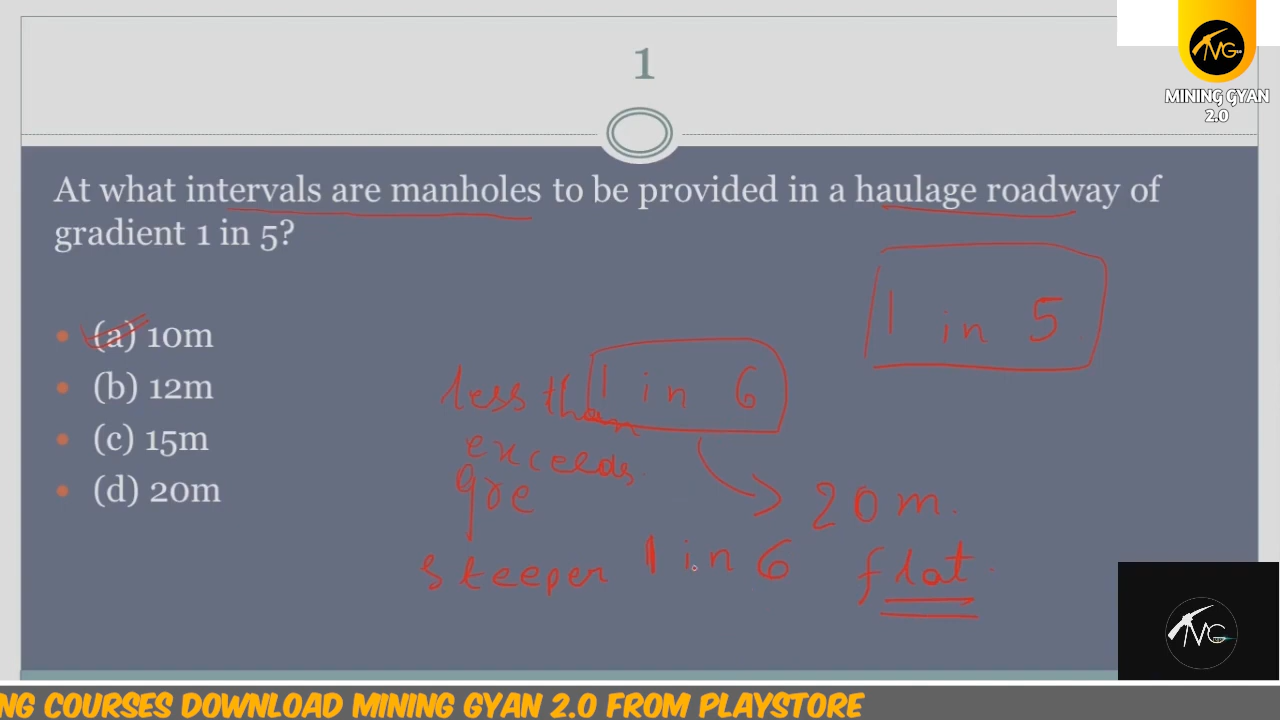 1
TMG
MINING GYAN
2.0
At what intervals are manholes to be provided in a haulage roadway of
gradient 1 in 5?
1 in 5
(a) 10m
(b) 12m
(c) 15m
(d) 20m
less than 1 in 6
exceeds
gre
20 m.
steeper 1 in 6 flat.
NG COURSES DOWNLOAD MINING GYAN 2.0 FROM PLAYSTORE